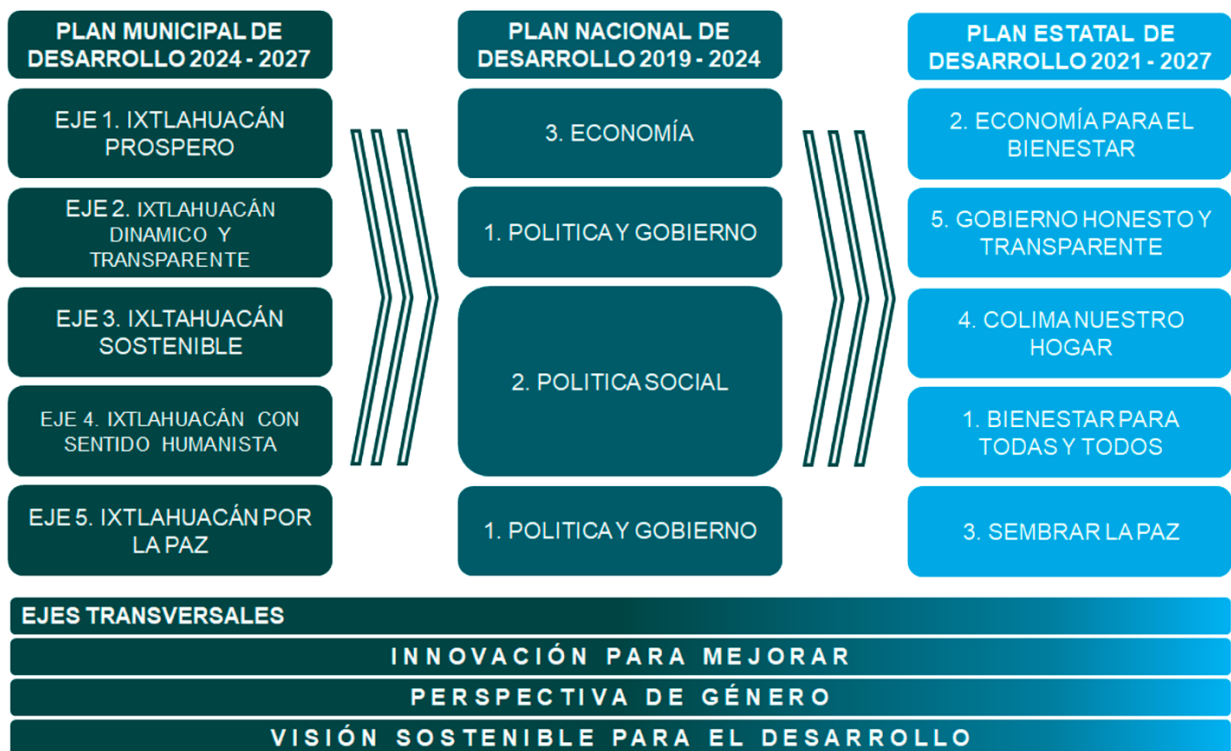 PLAN MUNICIPAL DE
DESARROLLO 2024 - 2027
EJE 1. IXTLAHUACÁN
PROSPERO
EJE 2. IXTLAHUACÁN
DINAMICO Y
TRANSPARENTE
EJE 3. IXLTAHUACÁN
SOSTENIBLE
EJE 4. IXTLAHUACÁN CON
SENTIDO HUMANISTA
EJE 5. IXTLAHUACÁN POR
LA PAZ
PLAN NACIONAL DE
DESARROLLO 2019 - 2024
3. ECONOMÍA
1. POLITICA Y GOBIERNO
2. POLITICA SOCIAL
1. POLITICA Y GOBIERNO
PLAN ESTATAL DE
DESARROLLO 2021 - 2027
2. ECONOMÍA PARA EL
BIENESTAR
5. GOBIERNO HONESTO Y
TRANSPARENTE
4. COLIMA NUESTRO
HOGAR
1. BIENESTAR PARA
TODAS Y TODOS
3. SEMBRAR LA PAZ
EJES TRANSVERSALES
INNOVACIÓN PARA MEJORAR
PERSPECTIVA DE GÉNERO
VISIÓN SOSTENIBLE PARA EL DESARROLLO